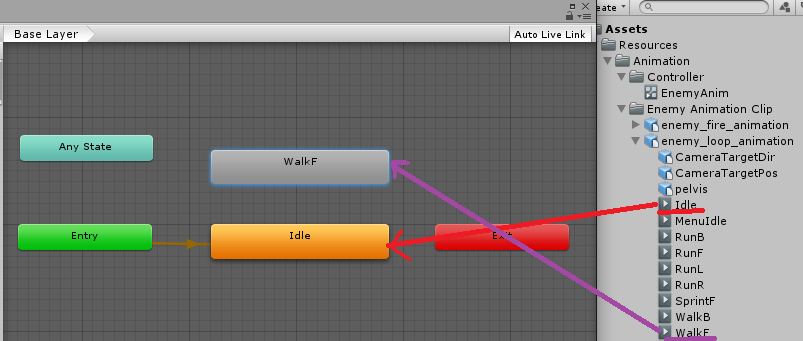 eate
Base Layer
Auto Live Link
Assets
Resources
Animation
Controller
EnemyAnim
Enemy Animation Clip
enemy_fire_animation
enemy_loop_animation
CameraTargetDir
CameraTargetPos
pelvis
Idle
MenuIdle
RunB
RunF
RunL
RunR
SprintF
WalkB
WalkF
Any State
WalkF
Entry
Idle
Exit